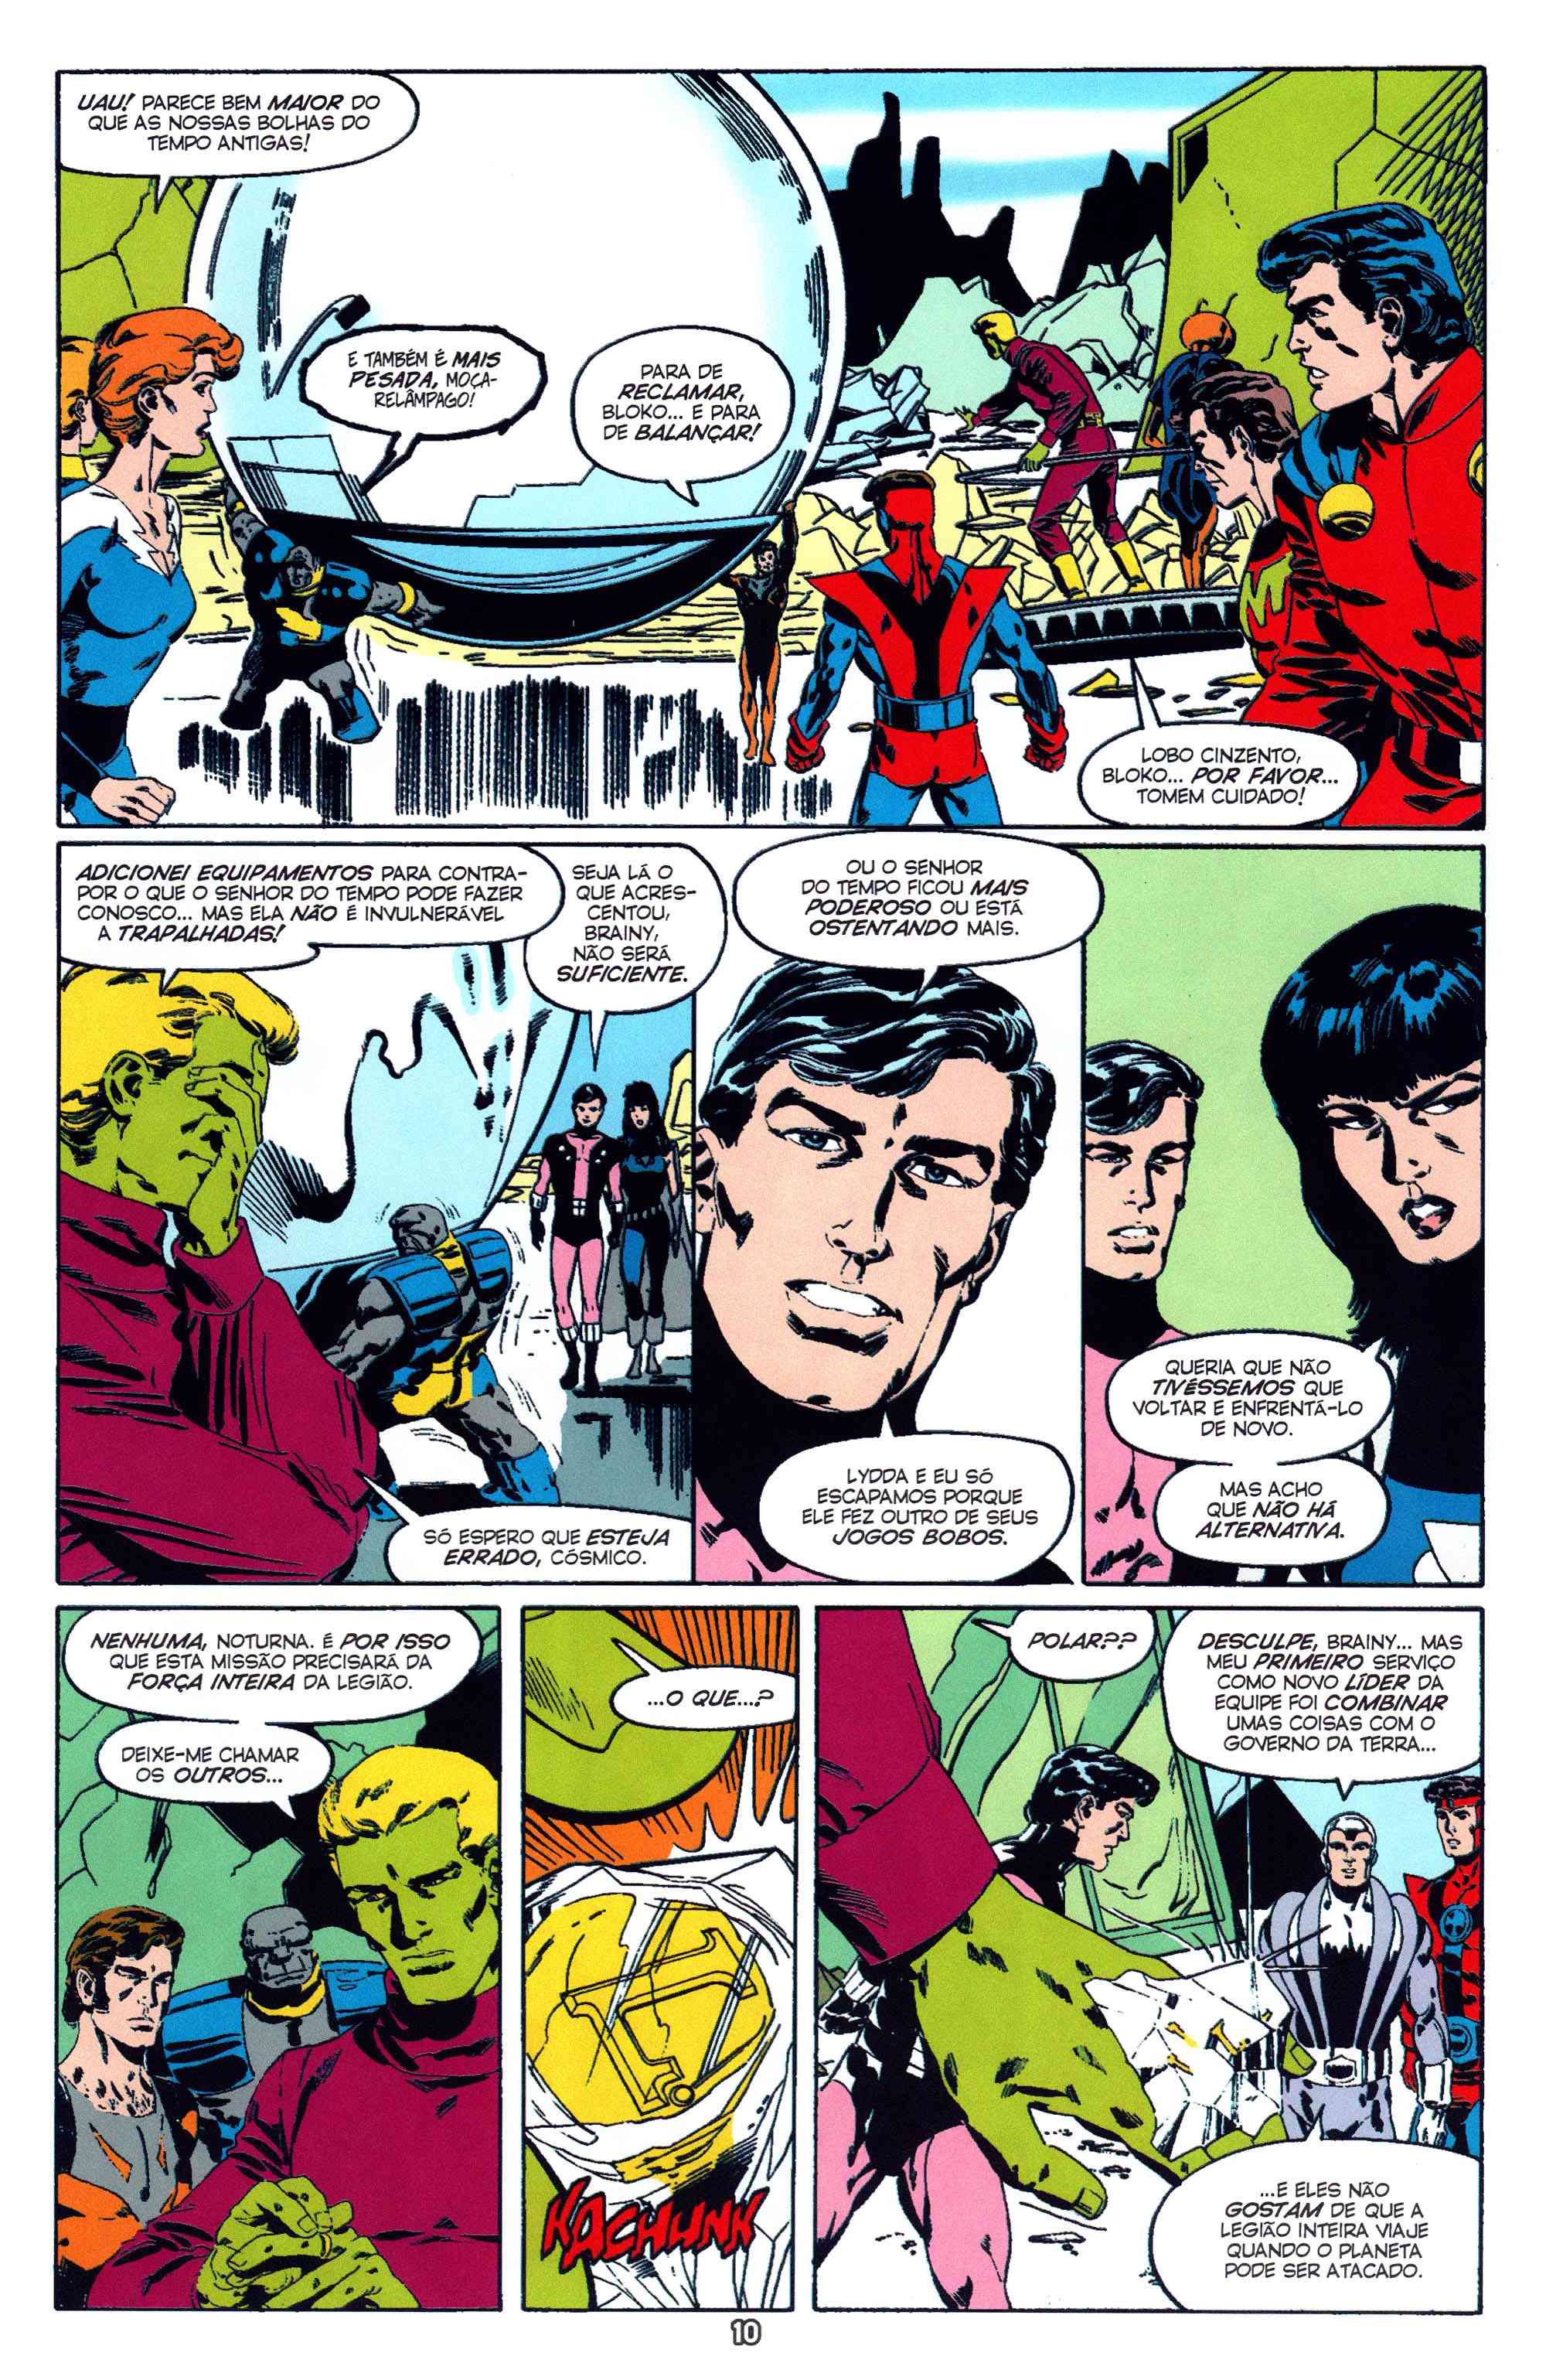 UAU! PARECE BEM MAIOR DO
QUE AS NOSSAS BOLHAS DO
TEMPO ANTIGAS!
E TAMBÉM É MAIS
PESADA, MOÇA-
RELÂMPAGO!
PARA DE
RECLAMAR,
BLOKO... E PARA
DE BALANÇAR!
LOBO CINZENTO,
BLOKO... POR FAVOR...
TOMEM CUIDADO!
ADICIONEI EQUIPAMENTOS PARA CONTRA-
POR O QUE O SENHOR DO TEMPO PODE FAZER
CONOSCO... MAS ELA NÃO É INVULNERÁVEL
A TRAPALHADAS!
SEJA LÁ O
QUE ACRES-
CENTOU,
BRAINY,
NÃO SERÁ
SUFICIENTE.
SÓ ESPERO QUE ESTEJA
ERRADO, CÓSMICO.
OU O SENHOR
DO TEMPO FICOU MAIS
PODEROSO OU ESTÁ
OSTENTANDO MAIS.
LYDDA E EU SÓ
ESCAPAMOS PORQUE
ELE FEZ OUTRO DE SEUS
JOGOS BOBOS.
QUERIA QUE NÃO
TIVÉSSEMOS QUE
VOLTAR E ENFRENTÁ-LO
DE NOVO.
MAS ACHO
QUE NÃO HÁ
ALTERNATIVA.
NENHUMA, NOTURNA. É POR ISSO
QUE ESTA MISSÃO PRECISARÁ DA
FORÇA INTEIRA DA LEGIÃO.
DEIXE-ME CHAMAR
OS OUTROS...
...O QUE...?
KACHUNK
POLAR??
DESCULPE, BRAINY... MAS
MEU PRIMEIRO SERVIÇO
COMO NOVO LÍDER DA
EQUIPE FOI COMBINAR
UMAS COISAS COM O
GOVERNO DA TERRA...
...E ELES NÃO
GOSTAM DE QUE A
LEGIÃO INTEIRA VIAJE
QUANDO O PLANETA
PODE SER ATACADO.
10